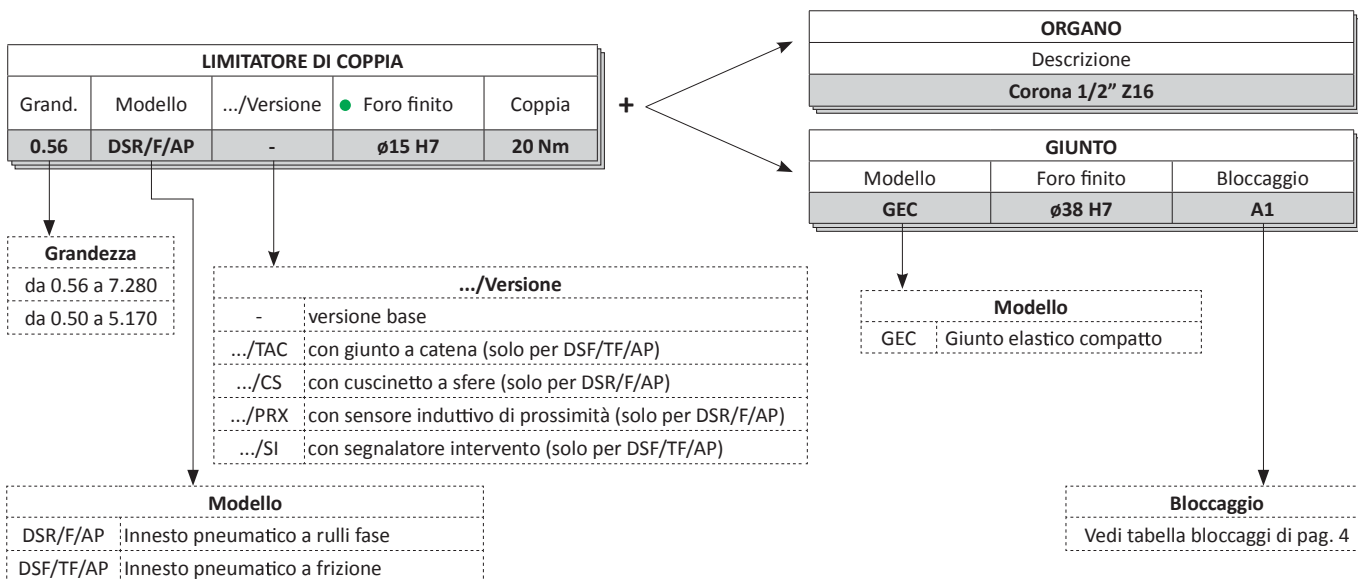 LIMITATORE DI COPPIA
Grand. Modello .../Versione ● Foro finito Coppia
0.56 DSR/F/AP - ø15 H7 20 Nm
+
ORGANO
Descrizione
Corona 1/2” Z16
GIUNTO
Modello Foro finito Bloccaggio
GEC ø38 H7 A1
Grandezza
da 0.56 a 7.280
da 0.50 a 5.170
.../Versione
- versione base
.../TAC con giunto a catena (solo per DSF/TF/AP)
.../CS con cuscinetto a sfere (solo per DSR/F/AP)
.../PRX con sensore induttivo di prossimità (solo per DSR/F/AP)
.../SI con segnalatore intervento (solo per DSF/TF/AP)
Modello
GEC Giunto elastico compatto
Modello
DSR/F/AP Innesto pneumatico a rulli fase
DSF/TF/AP Innesto pneumatico a frizione
Bloccaggio
Vedi tabella bloccaggi di pag. 4